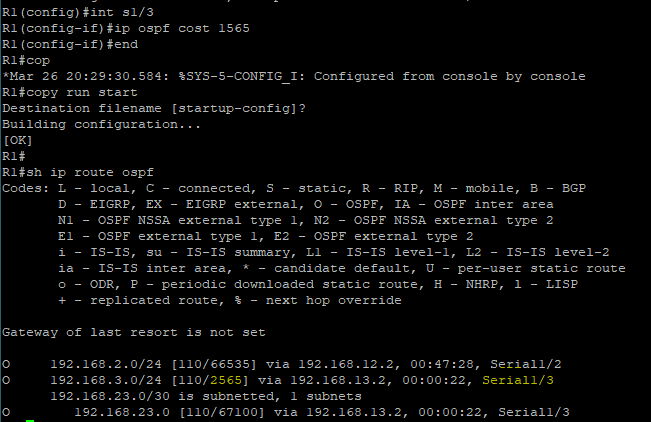 R1(config)#int s1/3
R1(config-if)#ip ospf cost 1565
R1(config-if)#end
R1#cop
*Mar 26 20:29:30.584: %SYS-5-CONFIG_I: Configured from console by console
R1#copy run start
Destination filename [startup-config]?
Building configuration...
[OK]
R1#
R1#sh ip route ospf
Codes: L - local, C - connected, S - static, R - RIP, M - mobile, B - BGP
       D - EIGRP, EX - EIGRP external, O - OSPF, IA - OSPF inter area
       N1 - OSPF NSSA external type 1, N2 - OSPF NSSA external type 2
       E1 - OSPF external type 1, E2 - OSPF external type 2
       i - IS-IS, su - IS-IS summary, L1 - IS-IS level-1, L2 - IS-IS level-2
       ia - IS-IS inter area, * - candidate default, U - per-user static route
       o - ODR, P - periodic downloaded static route, H - NHRP, l - LISP
       + - replicated route, % - next hop override
Gateway of last resort is not set
O     192.168.2.0/24 [110/66535] via 192.168.12.2, 00:47:28, Serial1/2
O     192.168.3.0/24 [110/2565] via 192.168.13.2, 00:00:22, Serial1/3
      192.168.23.0/30 is subnetted, 1 subnets
O        192.168.23.0 [110/67100] via 192.168.13.2, 00:00:22, Serial1/3